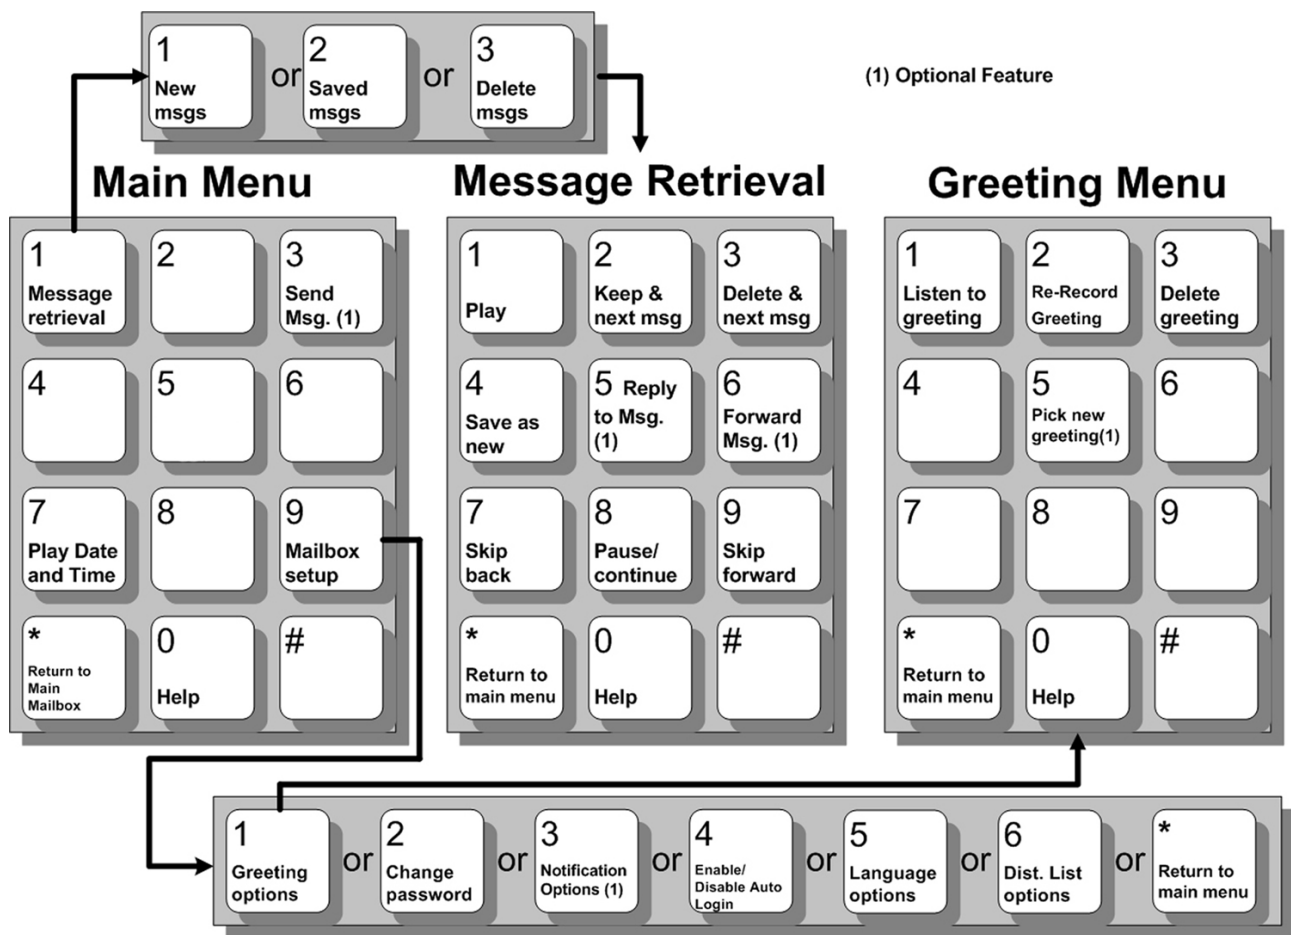 1
New
msgs
or
2
Saved
msgs
or
3
Delete
msgs
(1) Optional Feature
Main Menu
1
Message
retrieval
2
3
Send
Msg. (1)
4
5
6
7
Play Date
and Time
8
9
Mailbox
setup
*
Return to
Main
Mailbox
0
Help
#
Message Retrieval
1
Play
2
Keep &
next msg
3
Delete &
next msg
4
Save as
new
5 Reply
to Msg.
(1)
6
Forward
Msg. (1)
7
Skip
back
8
Pause/
continue
9
Skip
forward
*
Return to
main menu
0
Help
#
Greeting Menu
1
Listen to
greeting
2
Re-Record
Greeting
3
Delete
greeting
4
5
Pick new
greeting(1)
6
7
8
9
*
Return to
main menu
0
Help
#
1
Greeting
options
or
2
Change
password
or
3
Notification
Options (1)
or
4
Enable/
Disable Auto
Login
or
5
Language
options
or
6
Dist. List
options
or
*
Return to
main menu